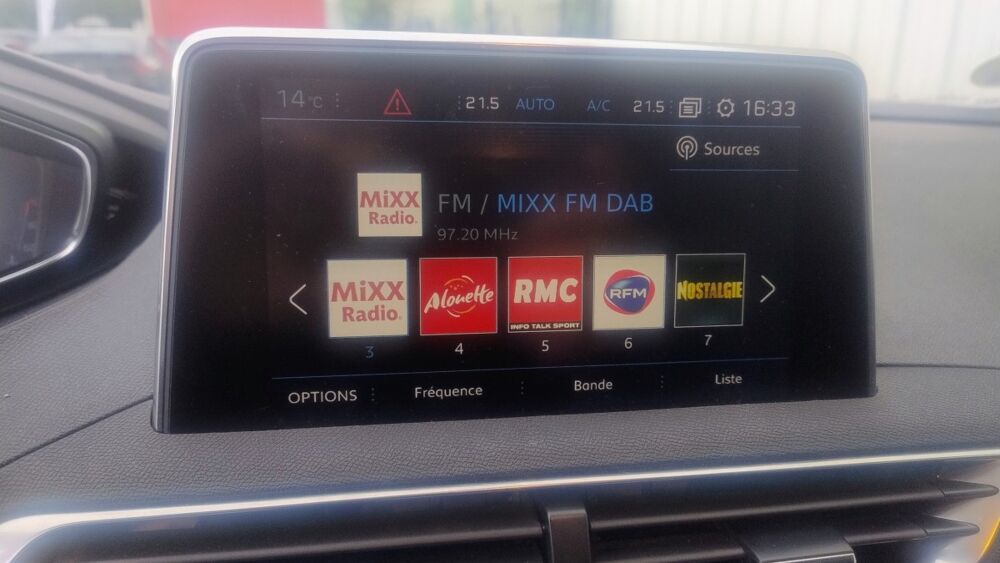 14°C 21.5 AUTO A/C 21.5 16:33
Sources
MiXX
Radio.
FM / MIXX FM DAB
97.20 MHz
MiXX
Radio.
Alouette
RMC
INFO TALK SPORT
RFM
NOSTALGIE
3 4 5 6 7
OPTIONS Fréquence Bande Liste